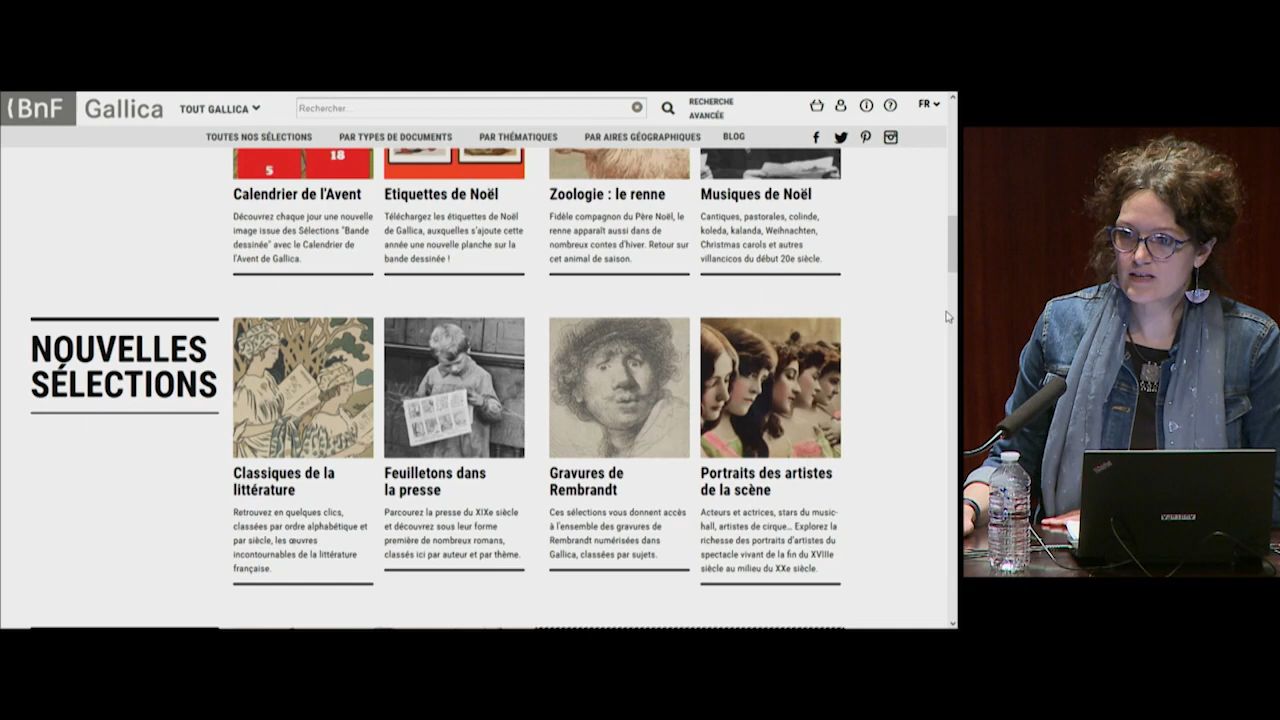 BnF Gallica
TOUT GALLICA
Rechercher...
RECHERCHE
AVANCÉE
FR
TOUTES NOS SÉLECTIONS
PAR TYPES DE DOCUMENTS
PAR THÉMATIQUES
PAR AIRES GÉOGRAPHIQUES
BLOG
5
18
Calendrier de l'Avent
Découvrez chaque jour une nouvelle
image issue des Sélections "Bande
dessinée" avec le Calendrier de
l'Avent de Gallica.
Etiquettes de Noël
Téléchargez les étiquettes de Noël
de Gallica, auxquelles s'ajoute cette
année une nouvelle planche sur la
bande dessinée !
Zoologie : le renne
Fidèle compagnon du Père Noël, le
renne apparaît aussi dans de
nombreux contes d'hiver. Retour sur
cet animal de saison.
Musiques de Noël
Cantiques, pastorales, colinde,
koleda, kalanda, Weihnachten,
Christmas carols et autres
villancicos du début 20e siècle.
NOUVELLES
SÉLECTIONS
Classiques de la
littérature
Retrouvez en quelques clics,
classées par ordre alphabétique et
par siècle, les œuvres
incontournables de la littérature
française.
Feuilletons dans
la presse
Parcourez la presse du XIXe siècle
et découvrez sous leur forme
première de nombreux romans,
classés ici par auteur et par thème.
Gravures de
Rembrandt
Ces sélections vous donnent accès
à l'ensemble des gravures de
Rembrandt numérisées dans
Gallica, classées par sujets.
Portraits des artistes
de la scène
Acteurs et actrices, stars du music-
hall, artistes de cirque... Explorez la
richesse des portraits d'artistes du
spectacle vivant de la fin du XVIIIe
siècle au milieu du XXe siècle.